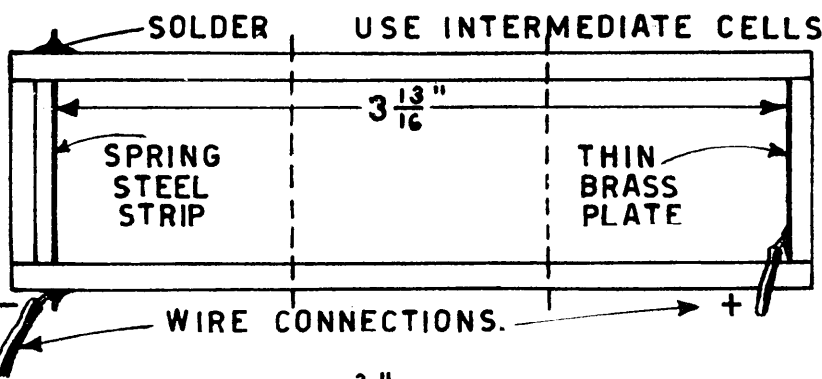 SOLDER USE INTERMEDIATE CELLS
3 13/16"
SPRING
STEEL
STRIP
THIN
BRASS
PLATE
- +
WIRE CONNECTIONS.